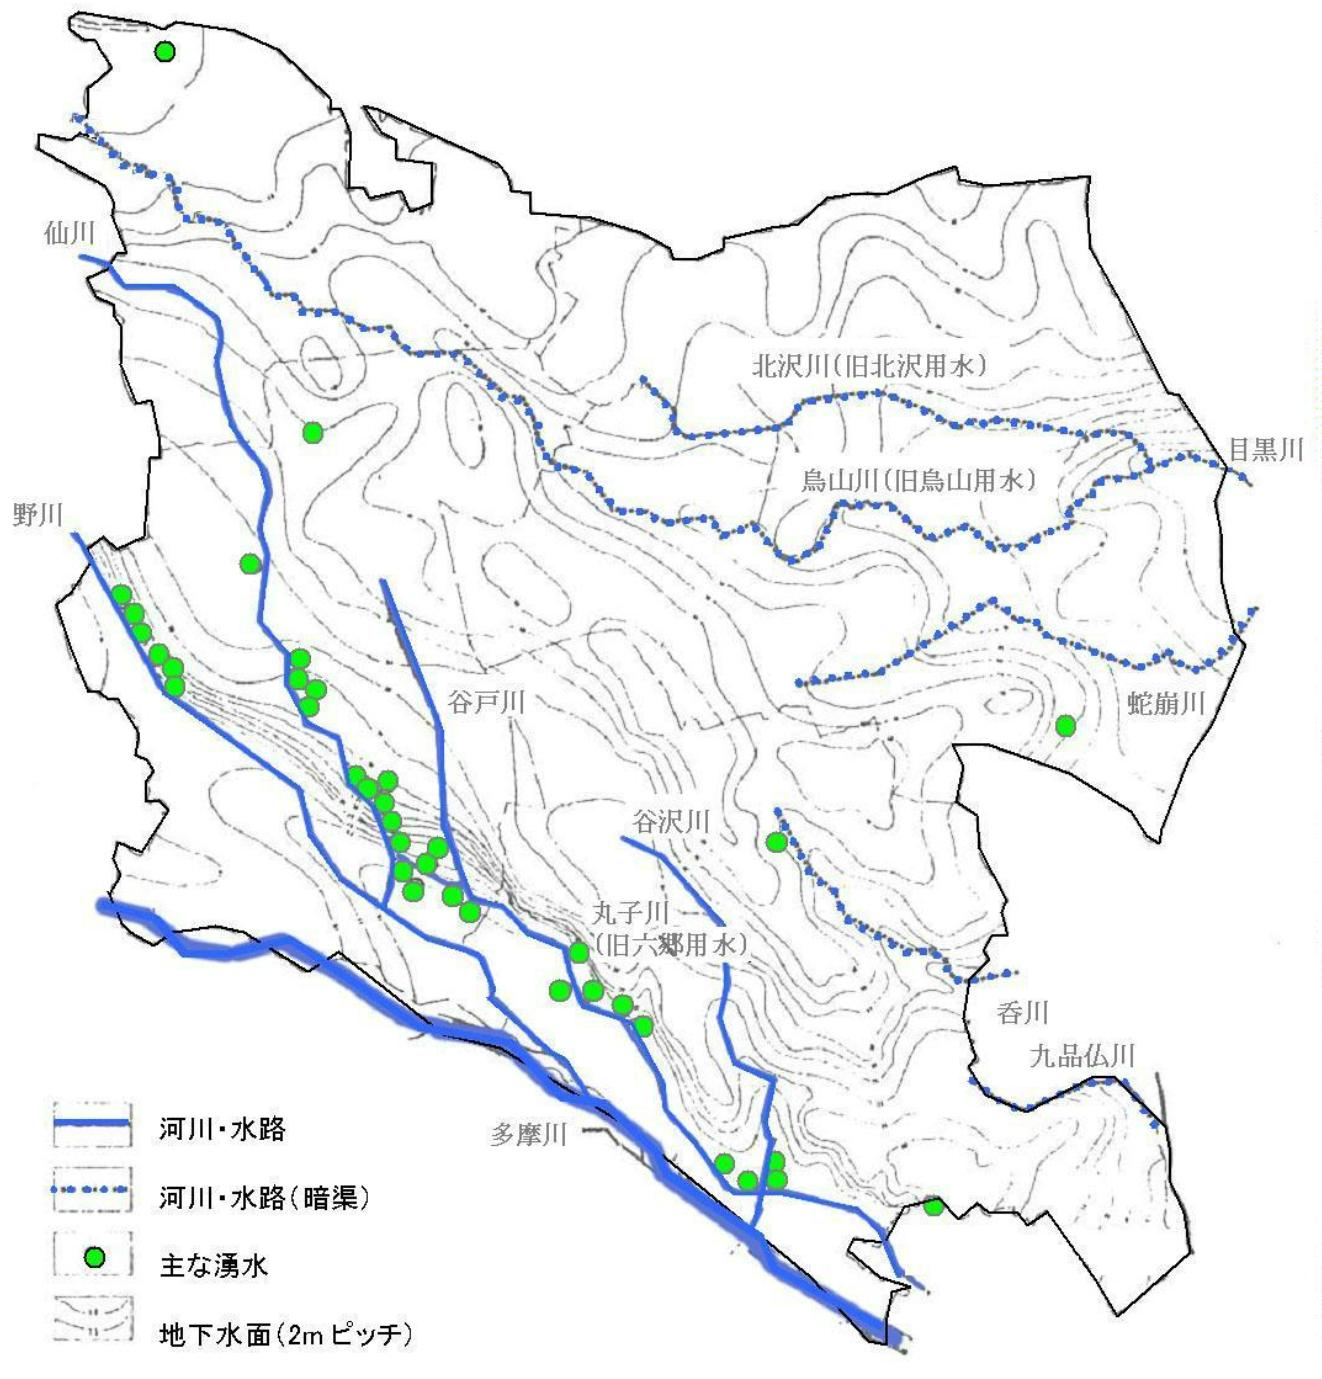 仙川
北沢川(旧北沢用水)
目黒川
烏山川(旧烏山用水)
野川
谷戸川
蛇崩川
谷沢川
丸子川
(旧六郷用水)
呑川
九品仏川
多摩川
河川・水路
河川・水路(暗渠)
主な湧水
地下水面(2mピッチ)